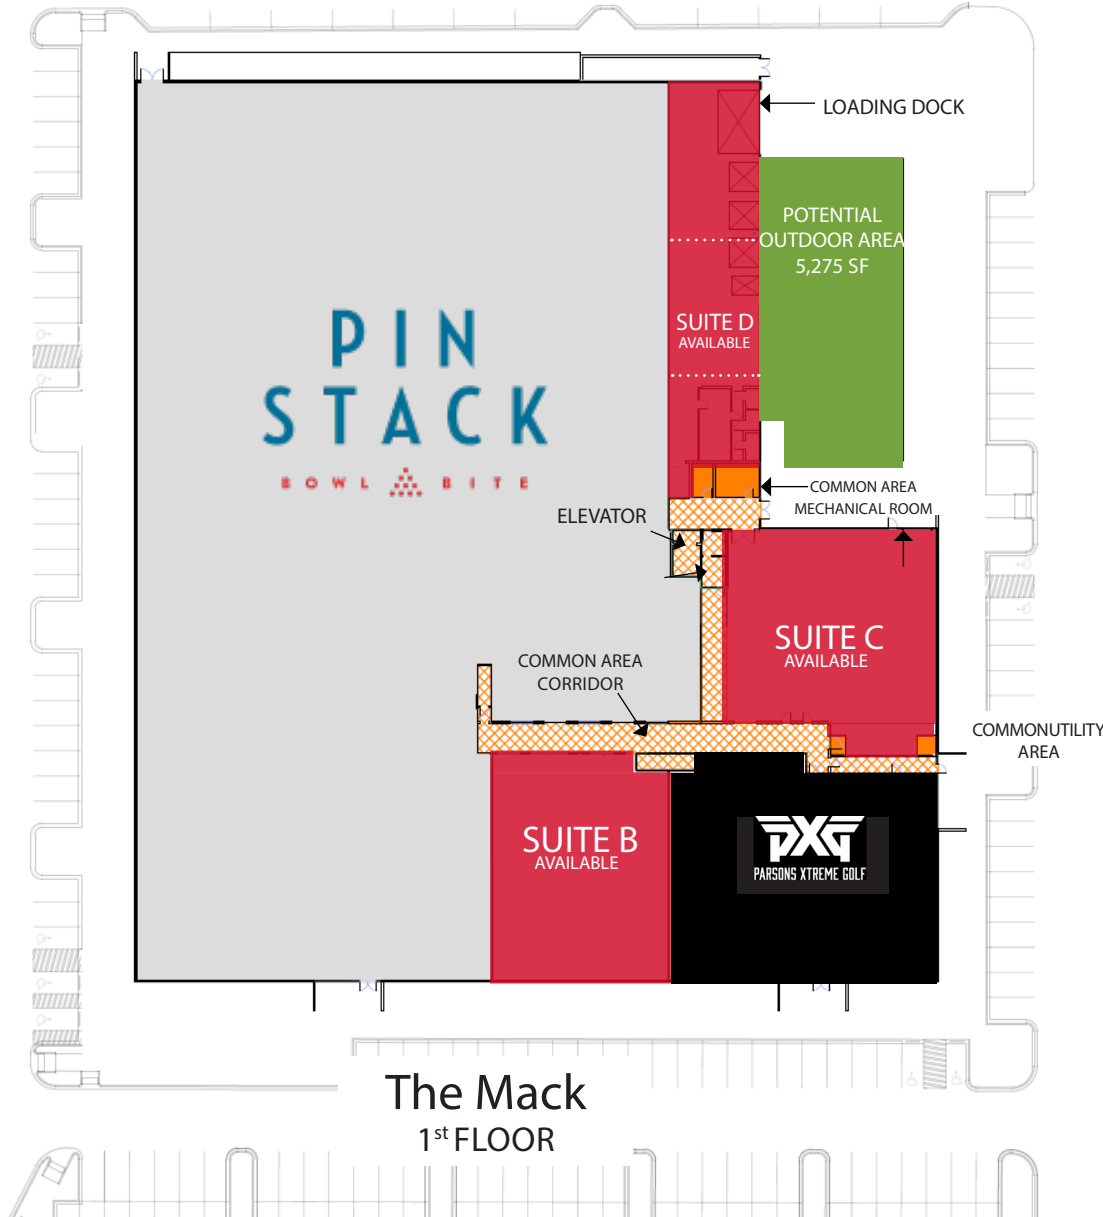 LOADING DOCK
POTENTIAL
OUTDOOR AREA
5,275 SF
SUITE D
AVAILABLE
PIN
STACK
BOWL BITE
COMMON AREA
MECHANICAL ROOM
ELEVATOR
SUITE C
AVAILABLE
COMMON AREA
CORRIDOR
COMMONUTILITY
AREA
SUITE B
AVAILABLE
PXG
PARSONS XTREME GOLF
The Mack
1st FLOOR